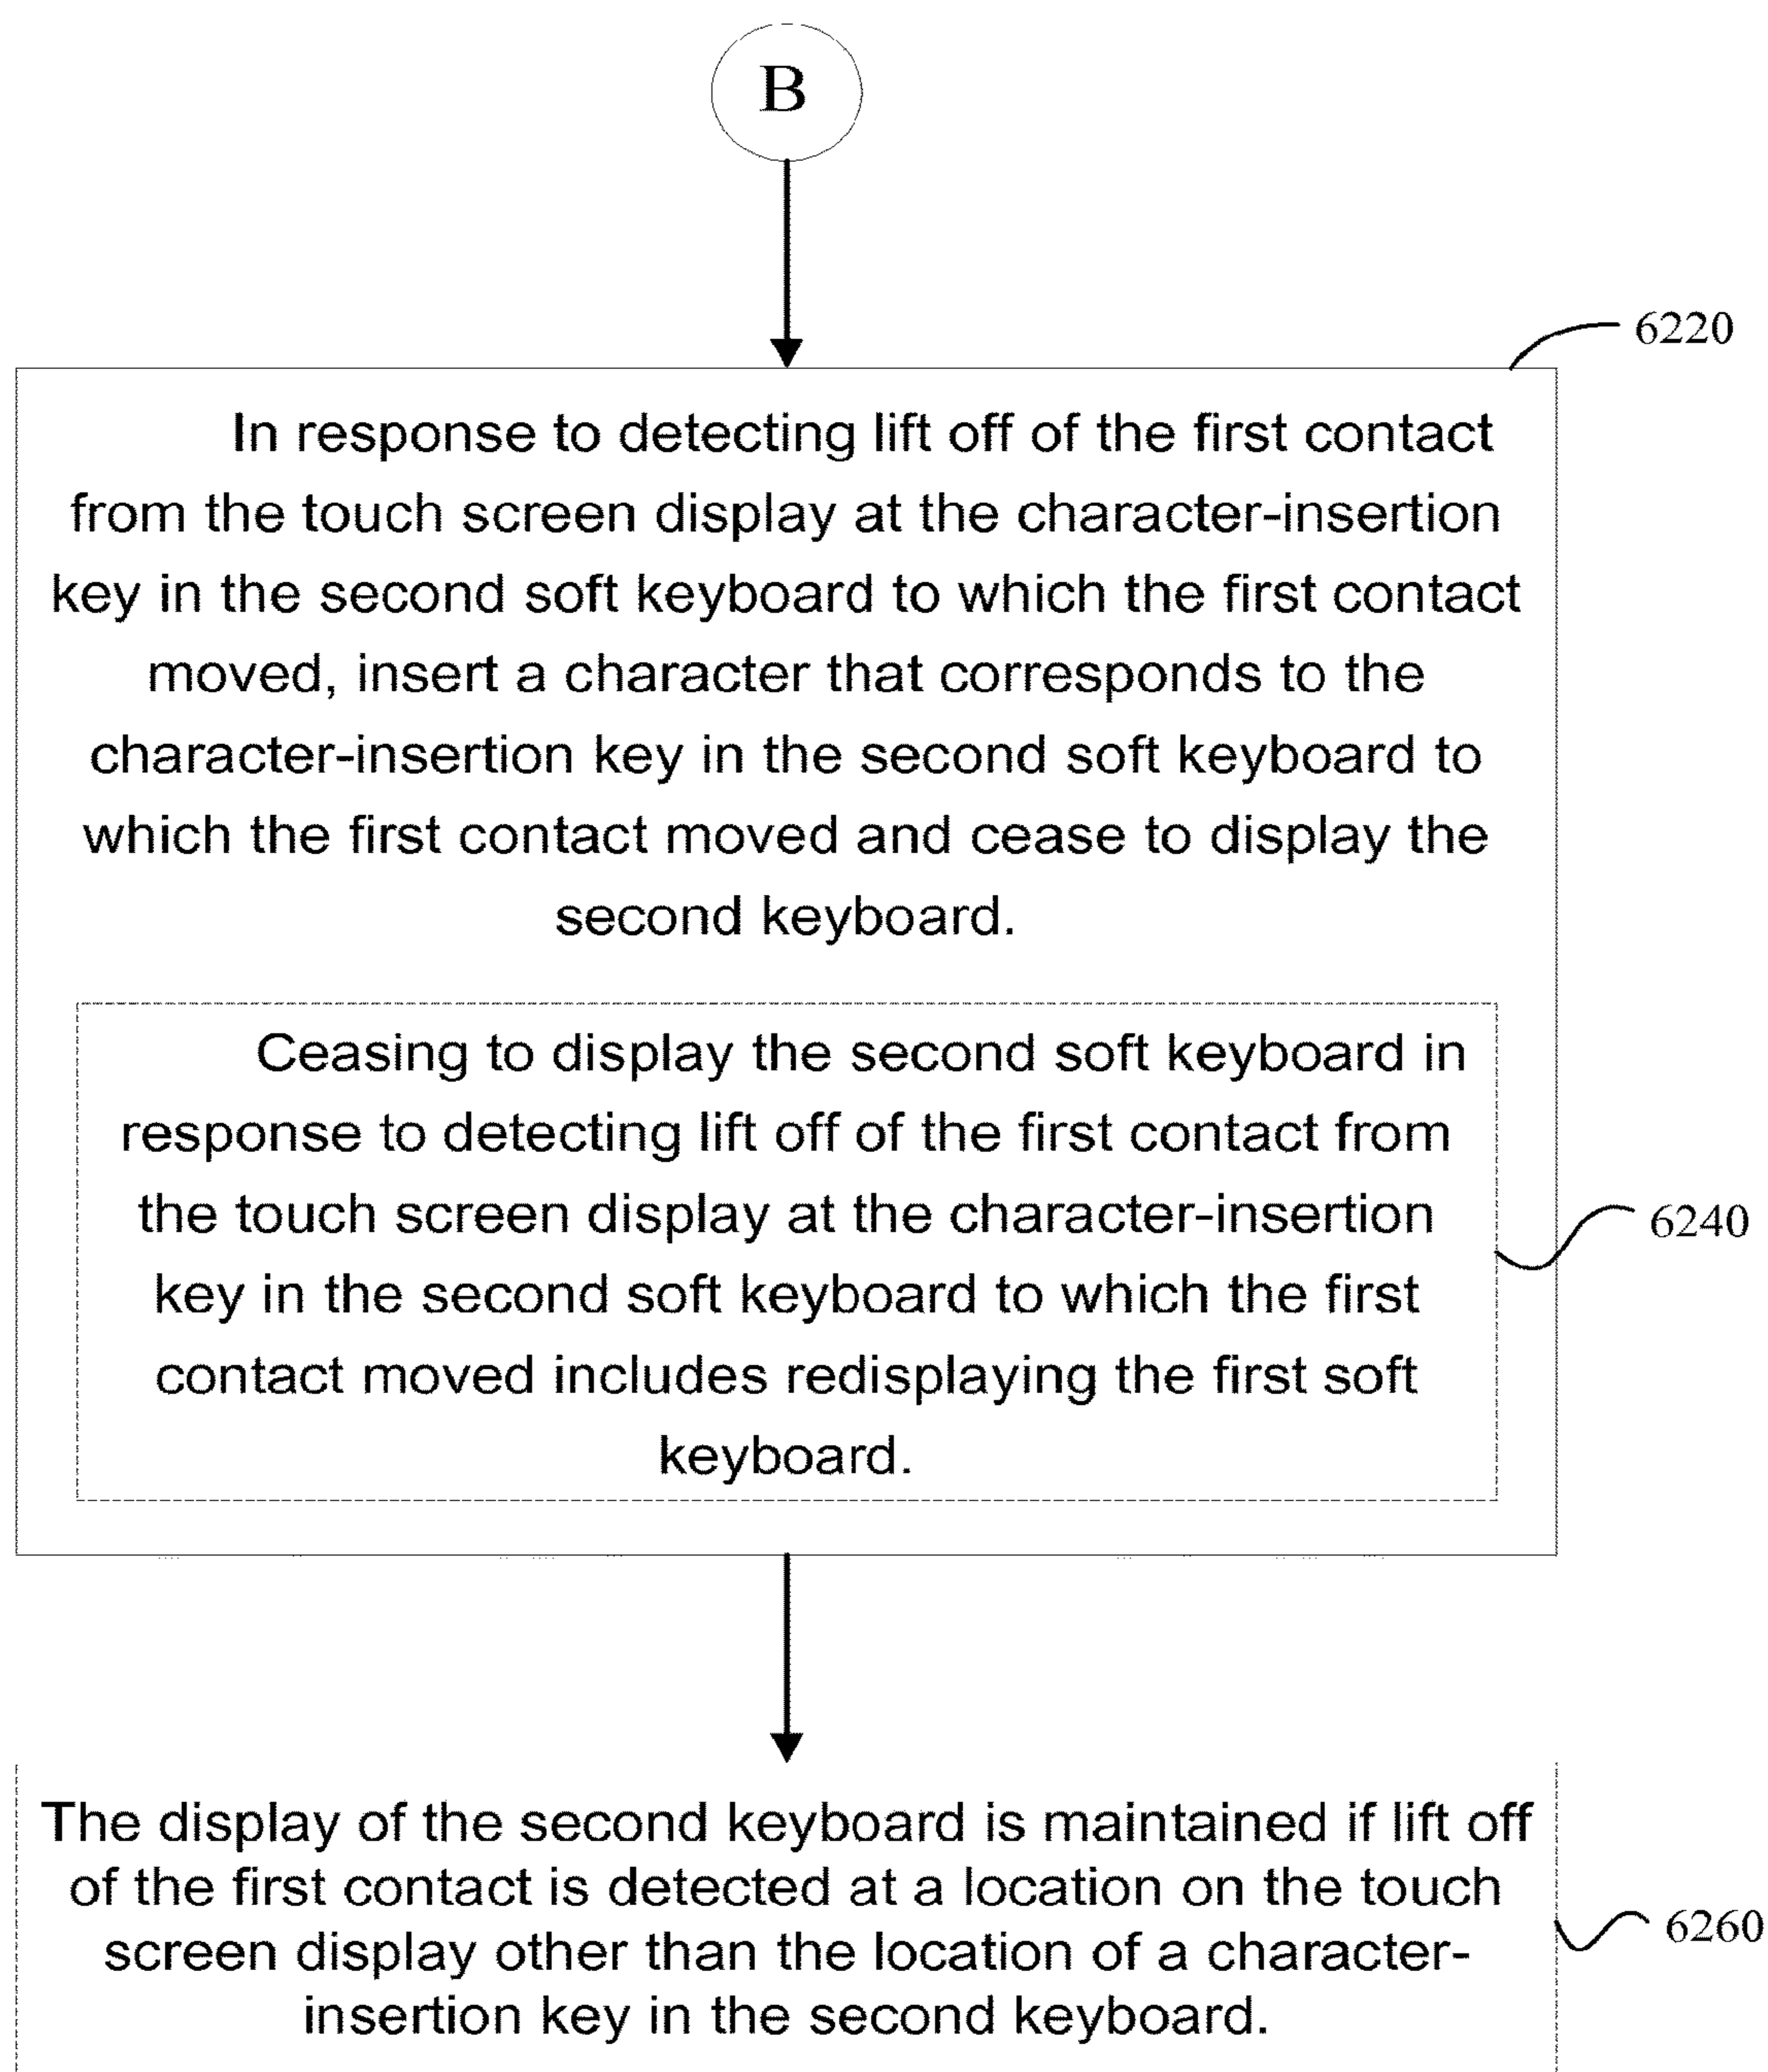 B
6220
In response to detecting lift off of the first contact
from the touch screen display at the character-insertion
key in the second soft keyboard to which the first contact
moved, insert a character that corresponds to the
character-insertion key in the second soft keyboard to
which the first contact moved and cease to display the
second keyboard.
Ceasing to display the second soft keyboard in
response to detecting lift off of the first contact from
the touch screen display at the character-insertion
key in the second soft keyboard to which the first
contact moved includes redisplaying the first soft
keyboard.
6240
The display of the second keyboard is maintained if lift off
of the first contact is detected at a location on the touch
screen display other than the location of a character-
insertion key in the second keyboard.
6260